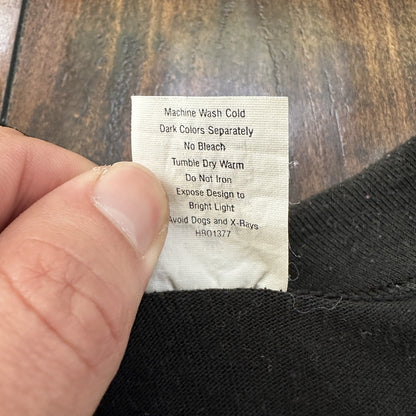 Machine Wash Cold
Dark Colors Separately
No Bleach
Tumble Dry Warm
Do Not Iron
Expose Design to
Bright Light
Avoid Dogs and X-Rays
HBO1377